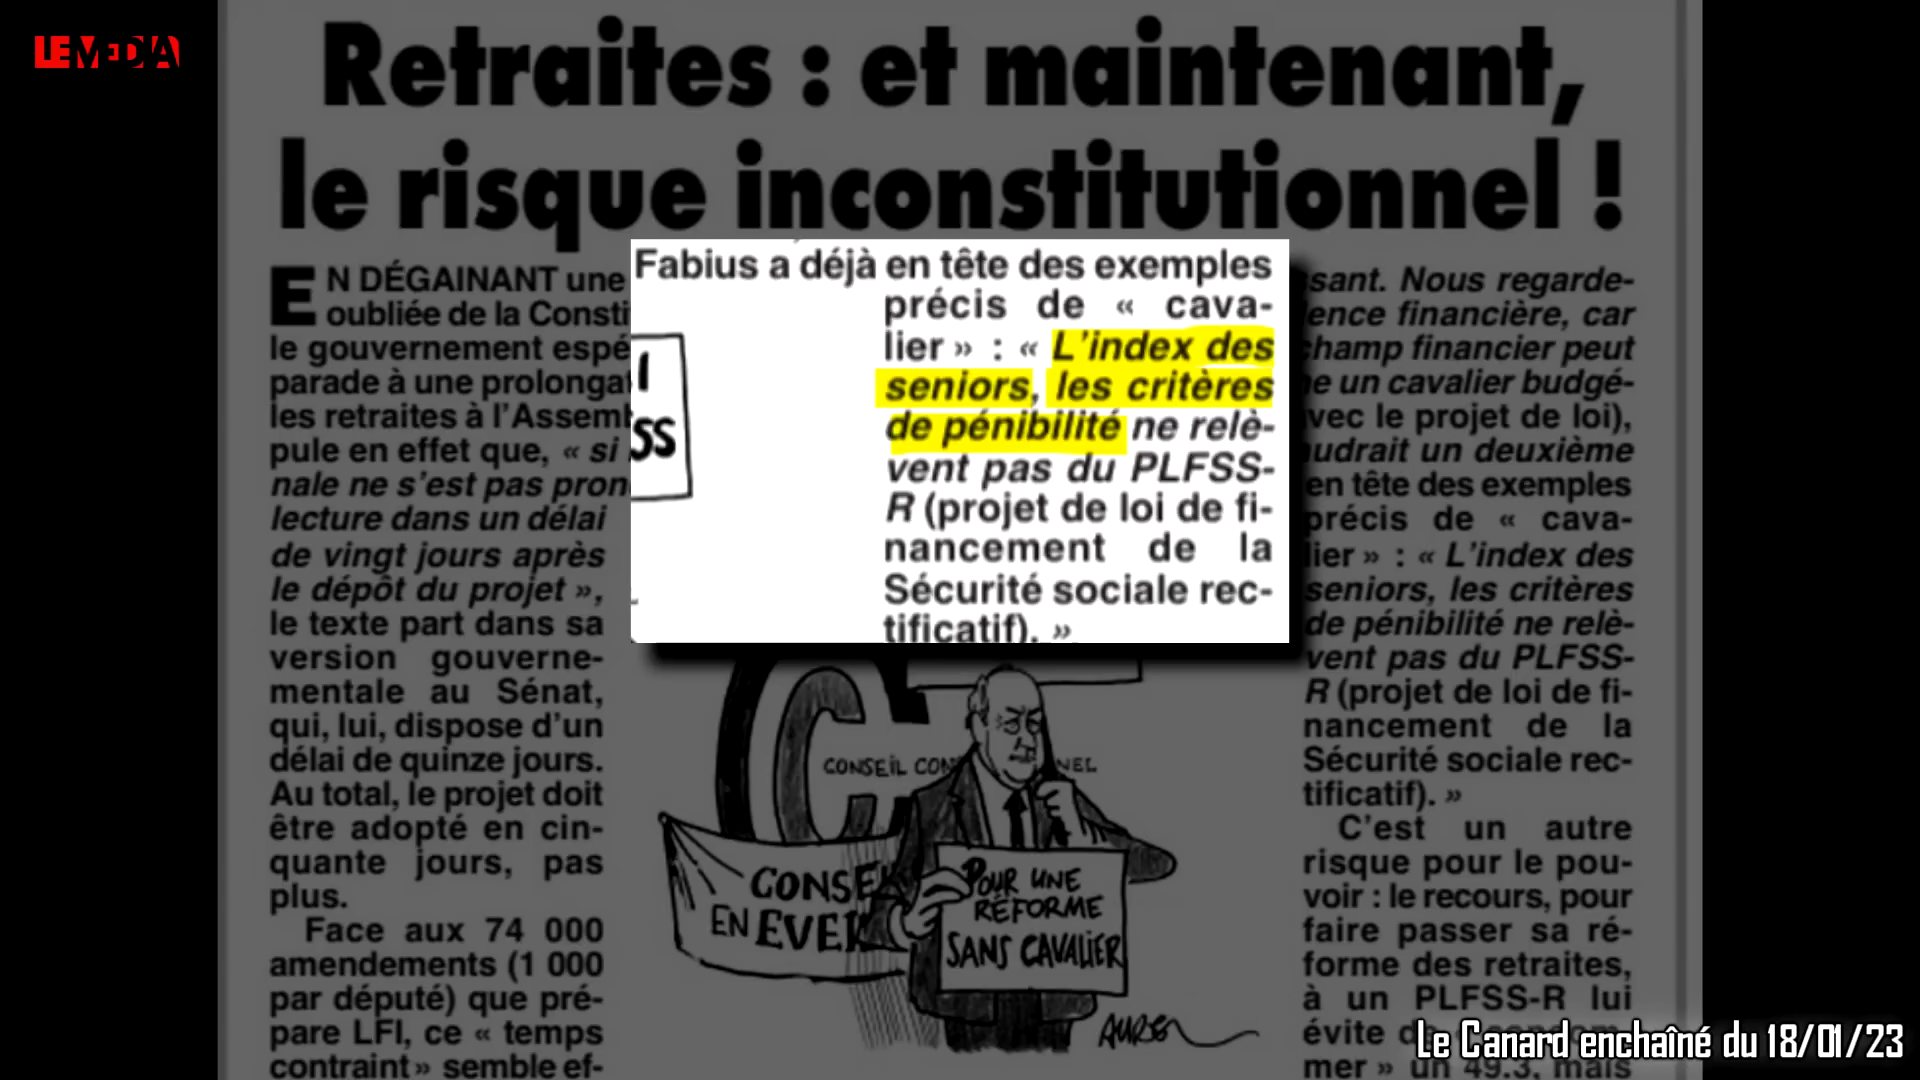 LEMEDIA
Retraites : et maintenant,
le risque inconstitutionnel !
EN DÉGAINANT une
oubliée de la Consti
le gouvernement espé
parade à une prolonga
les retraites à l'Assem
pule en effet que, « si
nale ne s'est pas pron
lecture dans un délai
de vingt jours après
le dépôt du projet »,
le texte part dans sa
version gouverne-
mentale au Sénat,
qui, lui, dispose d'un
délai de quinze jours.
Au total, le projet doit
être adopté en cin-
quante jours, pas
plus.
Face aux 74 000
amendements (1 000
par député) que pré-
pare LFI, ce « temps
contraint » semble ef-
Fabius a déjà en tête des exemples
précis de « cava-
lier » : « L'index des
seniors, les critères
de pénibilité ne relè-
vent pas du PLFSS-
R (projet de loi de fi-
nancement de la
Sécurité sociale rec-
tificatif). »
I
SS
CONSEIL CON NEL
CONSE
EN EVE
POUR UNE
RÉFORME
SANS CAVALIER
AUREL
sant. Nous regarde-
ence financière, car
champ financier peut
e un cavalier budgé-
vec le projet de loi),
udrait un deuxième
en tête des exemples
précis de « cava-
lier » : « L'index des
seniors, les critères
de pénibilité ne relè-
vent pas du PLFSS-
R (projet de loi de fi-
nancement de la
Sécurité sociale rec-
tificatif). »
C'est un autre
risque pour le pou-
voir : le recours, pour
faire passer sa ré-
forme des retraites,
à un PLFSS-R lui
évite
mer » un 49.3, mais
Le Canard enchaîné du 18/01/23